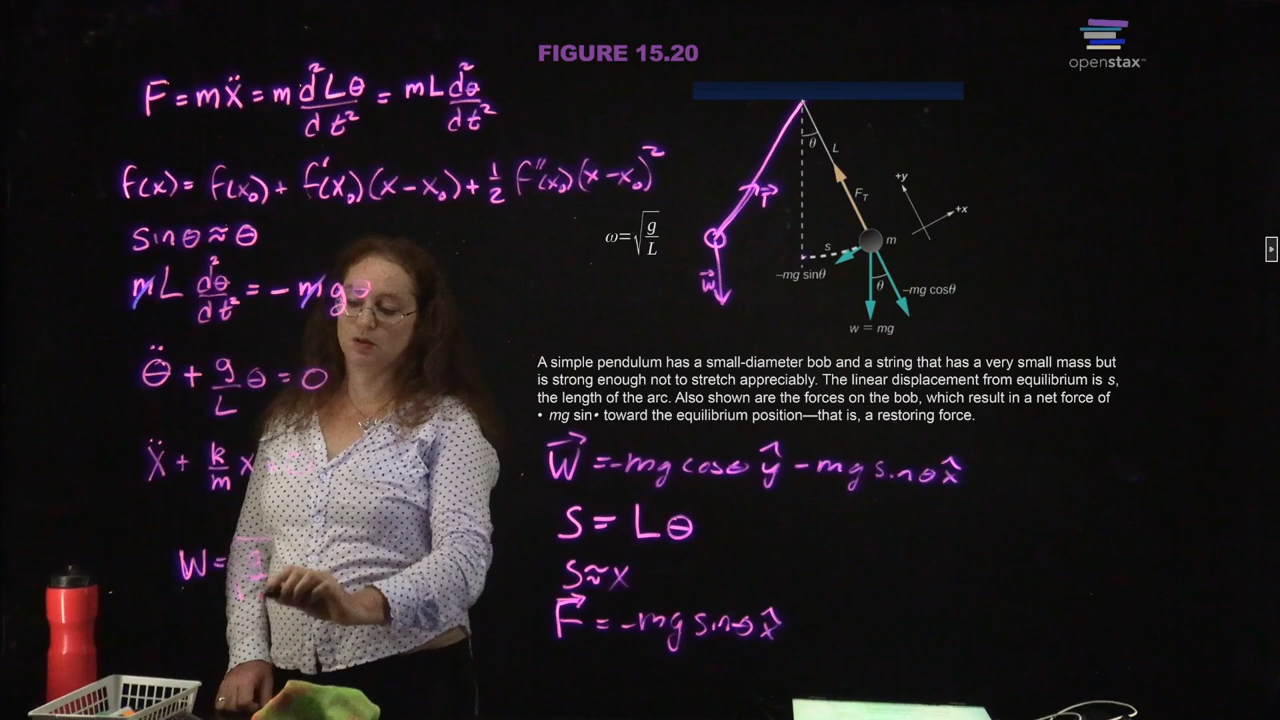 FIGURE 15.20
openstax™
F = mẍ = m d²Lθ/dt² = mL d²θ/dt²
f(x) = f(x₀) + f'(x₀)(x-x₀) + ½ f''(x₀)(x-x₀)²
sinθ ≈ θ
mL d²θ/dt² = - mgθ
θ̈ + g/L θ = 0
ẍ + k/m x
W =
ω=√g/L
T⃗
w⃗
θ
L
F_T
+y
+x
m
s
-mg sinθ
θ
-mg cosθ
w = mg
A simple pendulum has a small-diameter bob and a string that has a very small mass but
is strong enough not to stretch appreciably. The linear displacement from equilibrium is s,
the length of the arc. Also shown are the forces on the bob, which result in a net force of
• mg sin• toward the equilibrium position—that is, a restoring force.
W⃗ = -mg cosθ ŷ - mg sinθ x̂
S = Lθ
S ≈ x
F⃗ = -mg sinθ x̂